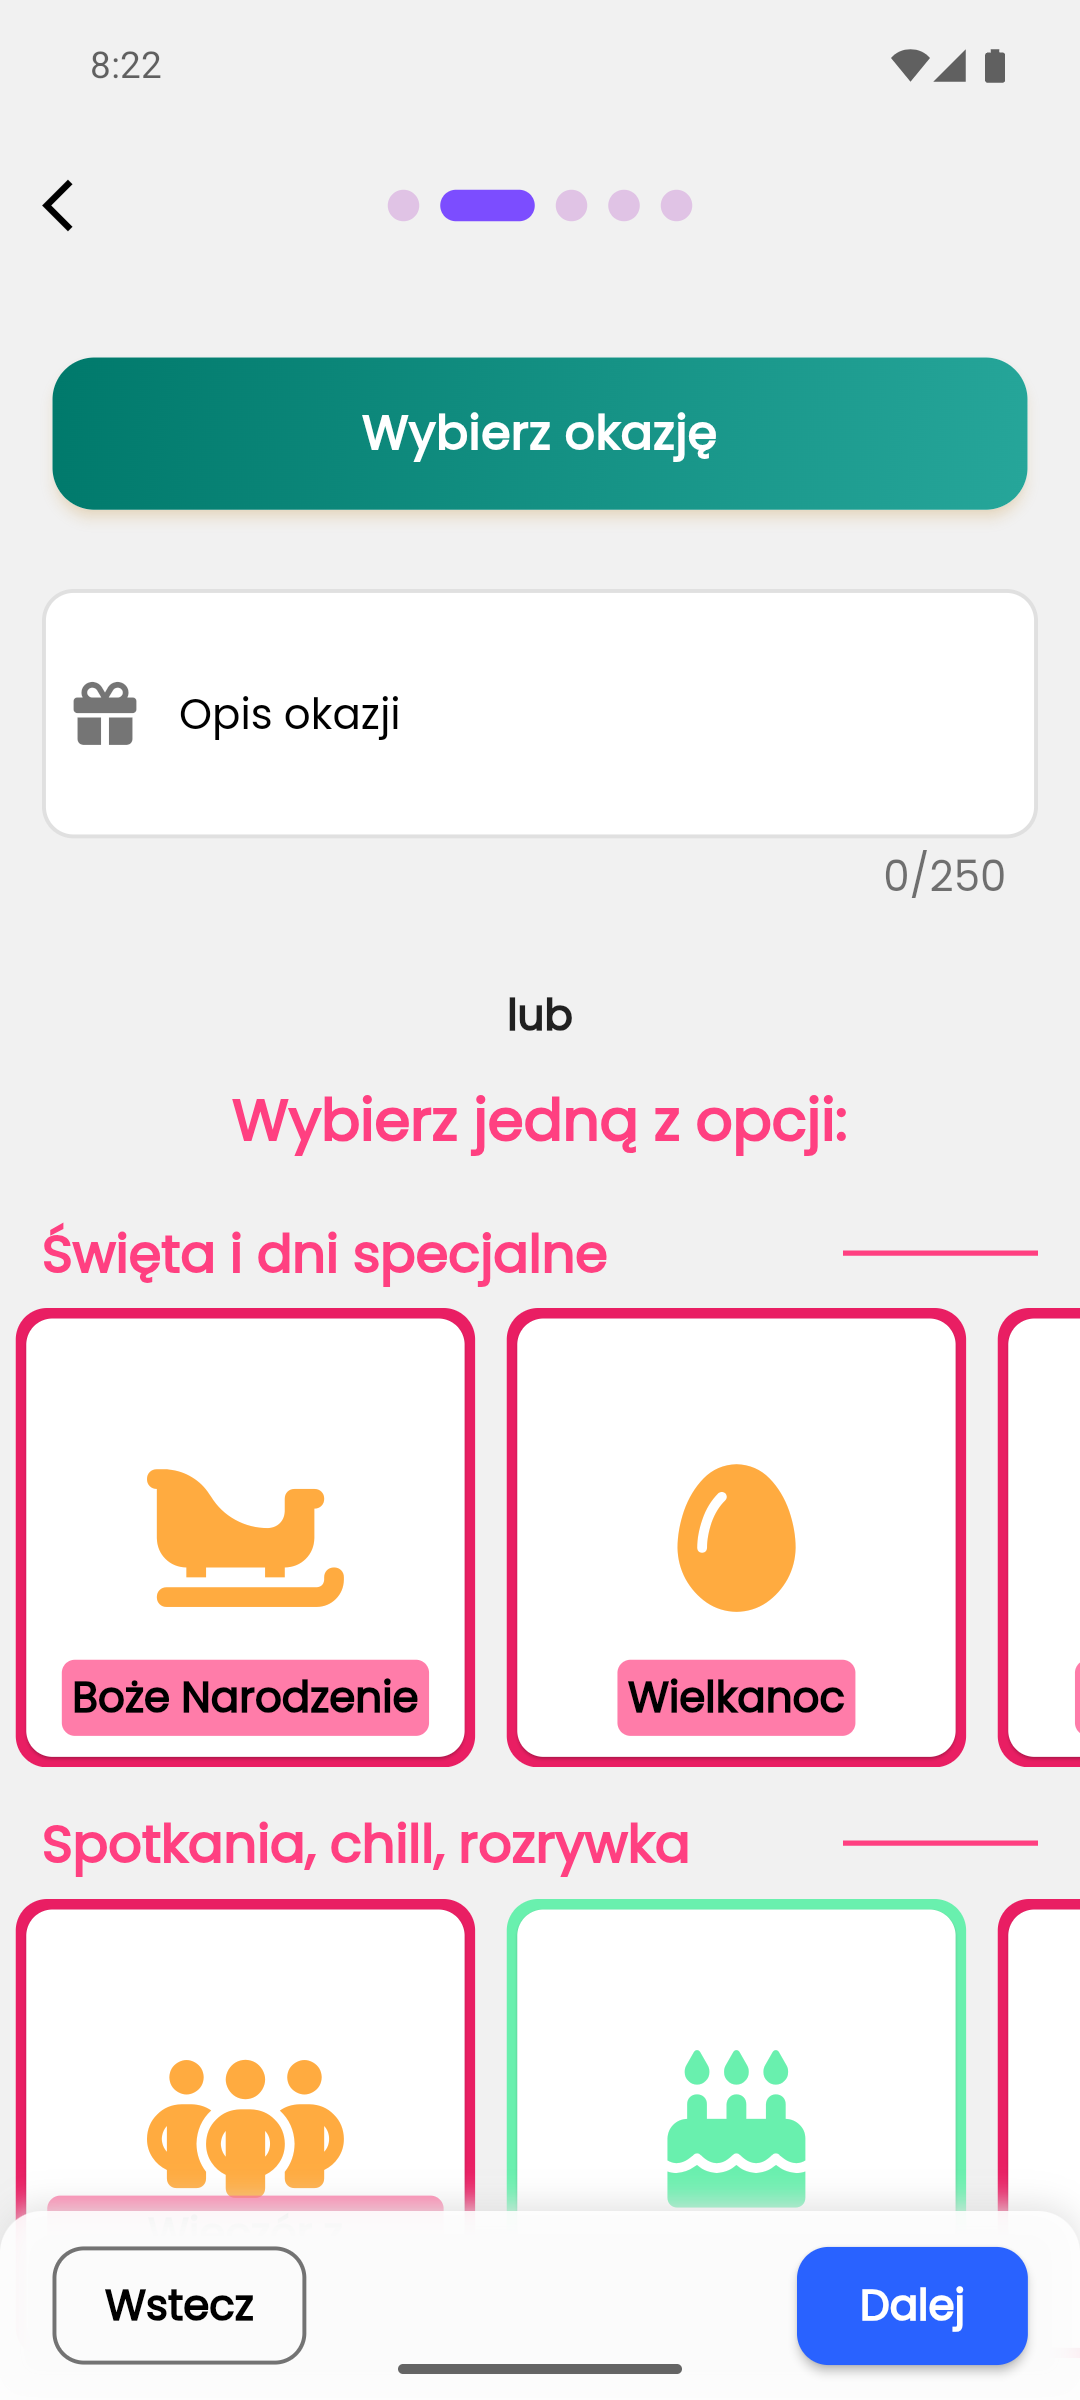 8:22
Wybierz okazję
Opis okazji
0/250
lub
Wybierz jedną z opcji:
Święta i dni specjalne
Boże Narodzenie
Wielkanoc
Spotkania, chill, rozrywka
Wstecz
Dalej